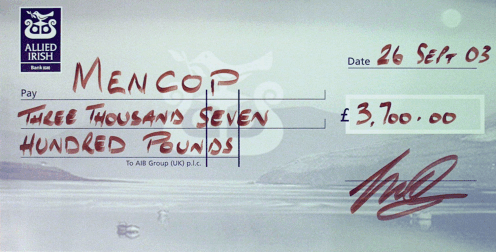 ALLIED
IRISH
Bank (GB)
Date 26 SEPT 03
Pay MENCOP
THREE THOUSAND SEVEN
£ 3,700.00
HUNDRED POUNDS
To AIB Group (UK) p.l.c.